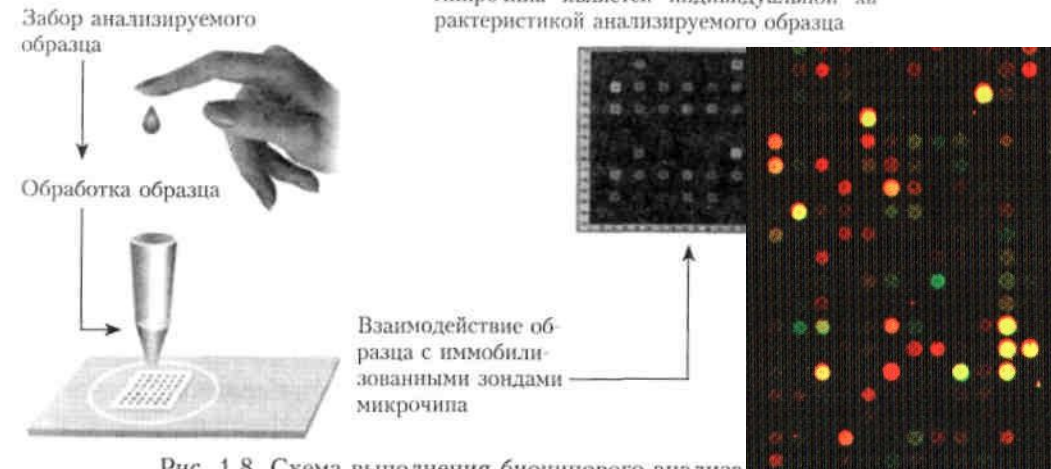 Забор анализируемого
образца
рактеристикой анализируемого образца
Обработка образца
Взаимодействие об-
разца с иммобили-
зованными зондами
микрочипа
Рис. 1.8. Схема выполнения биочипового анализа